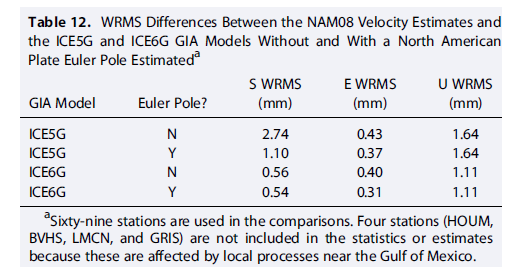 Table 12. WRMS Differences Between the NAM08 Velocity Estimates and
the ICE5G and ICE6G GIA Models Without and With a North American
Plate Euler Pole Estimatedᵃ
S WRMS E WRMS U WRMS
GIA Model Euler Pole? (mm) (mm) (mm)
ICE5G N 2.74 0.43 1.64
ICE5G Y 1.10 0.37 1.64
ICE6G N 0.56 0.40 1.11
ICE6G Y 0.54 0.31 1.11
ᵃSixty-nine stations are used in the comparisons. Four stations (HOUM,
BVHS, LMCN, and GRIS) are not included in the statistics or estimates
because these are affected by local processes near the Gulf of Mexico.